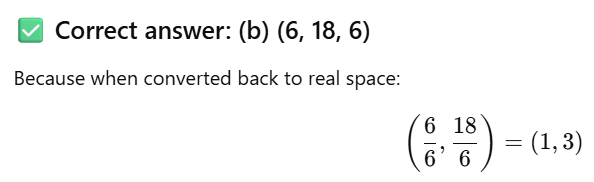 ✅ Correct answer: (b) (6, 18, 6)
Because when converted back to real space:
(6/6, 18/6) = (1, 3)